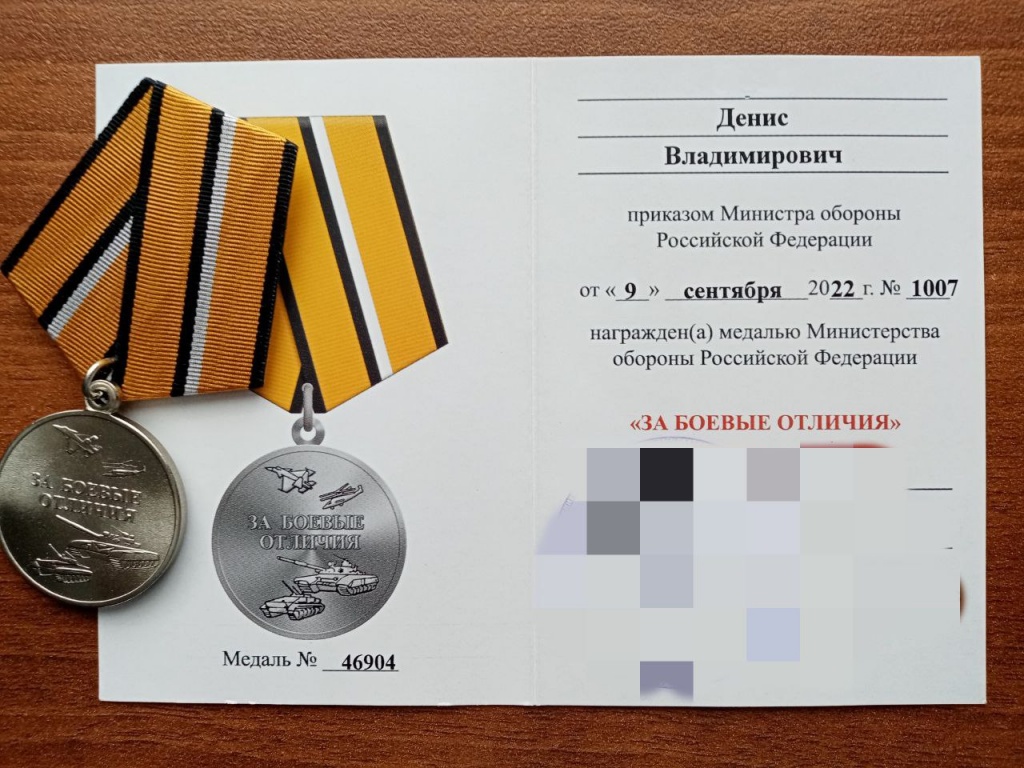 ЗА БОЕВЫЕ
ОТЛИЧИЯ
ЗА БОЕВЫЕ
ОТЛИЧИЯ
Медаль № 46904
Денис
Владимирович
приказом Министра обороны
Российской Федерации
от « 9 » сентября 2022 г. № 1007
награжден(а) медалью Министерства
обороны Российской Федерации
«ЗА БОЕВЫЕ ОТЛИЧИЯ»